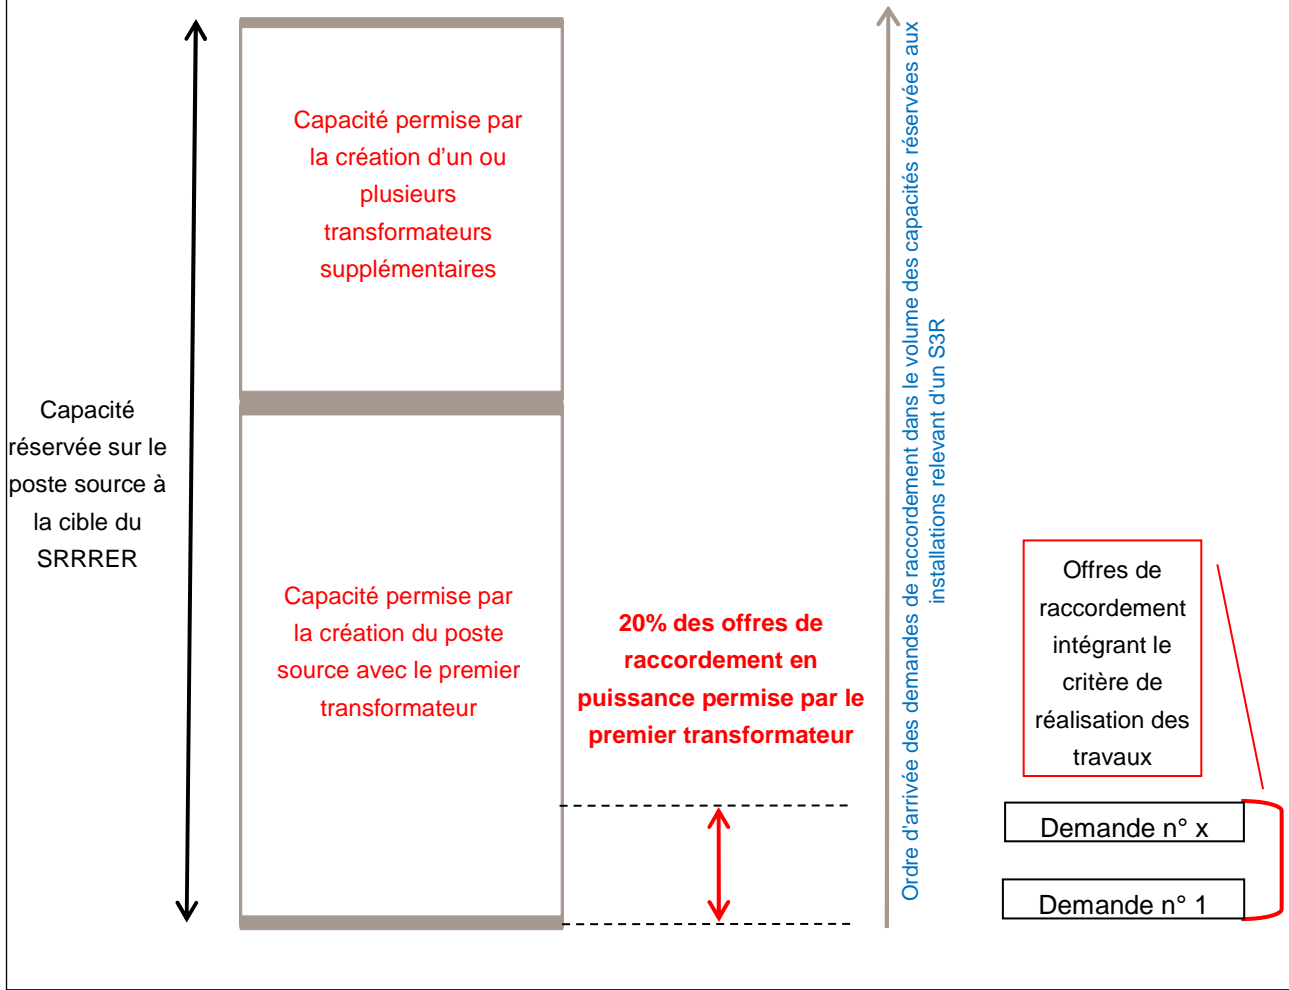 Capacité permise par
la création d'un ou
plusieurs
transformateurs
supplémentaires
Capacité
réservée sur le
poste source à
la cible du
SRRRER
Capacité permise par
la création du poste
source avec le premier
transformateur
20% des offres de
raccordement en
puissance permise par le
premier transformateur
Ordre d'arrivée des demandes de raccordement dans le volume des capacités réservées aux
installations relevant d'un S3R
Offres de
raccordement
intégrant le
critère de
réalisation des
travaux
Demande n° x
Demande n° 1